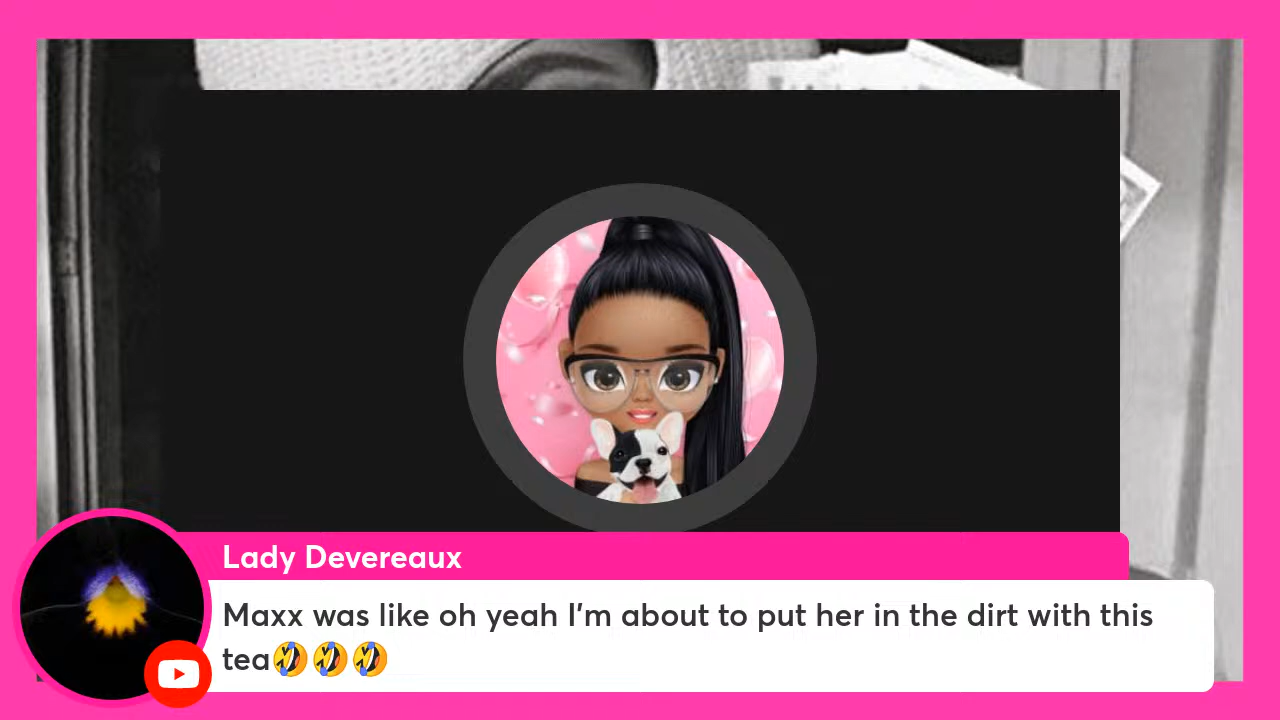 Lady Devereaux
Maxx was like oh yeah I'm about to put her in the dirt with this
tea🤣🤣🤣